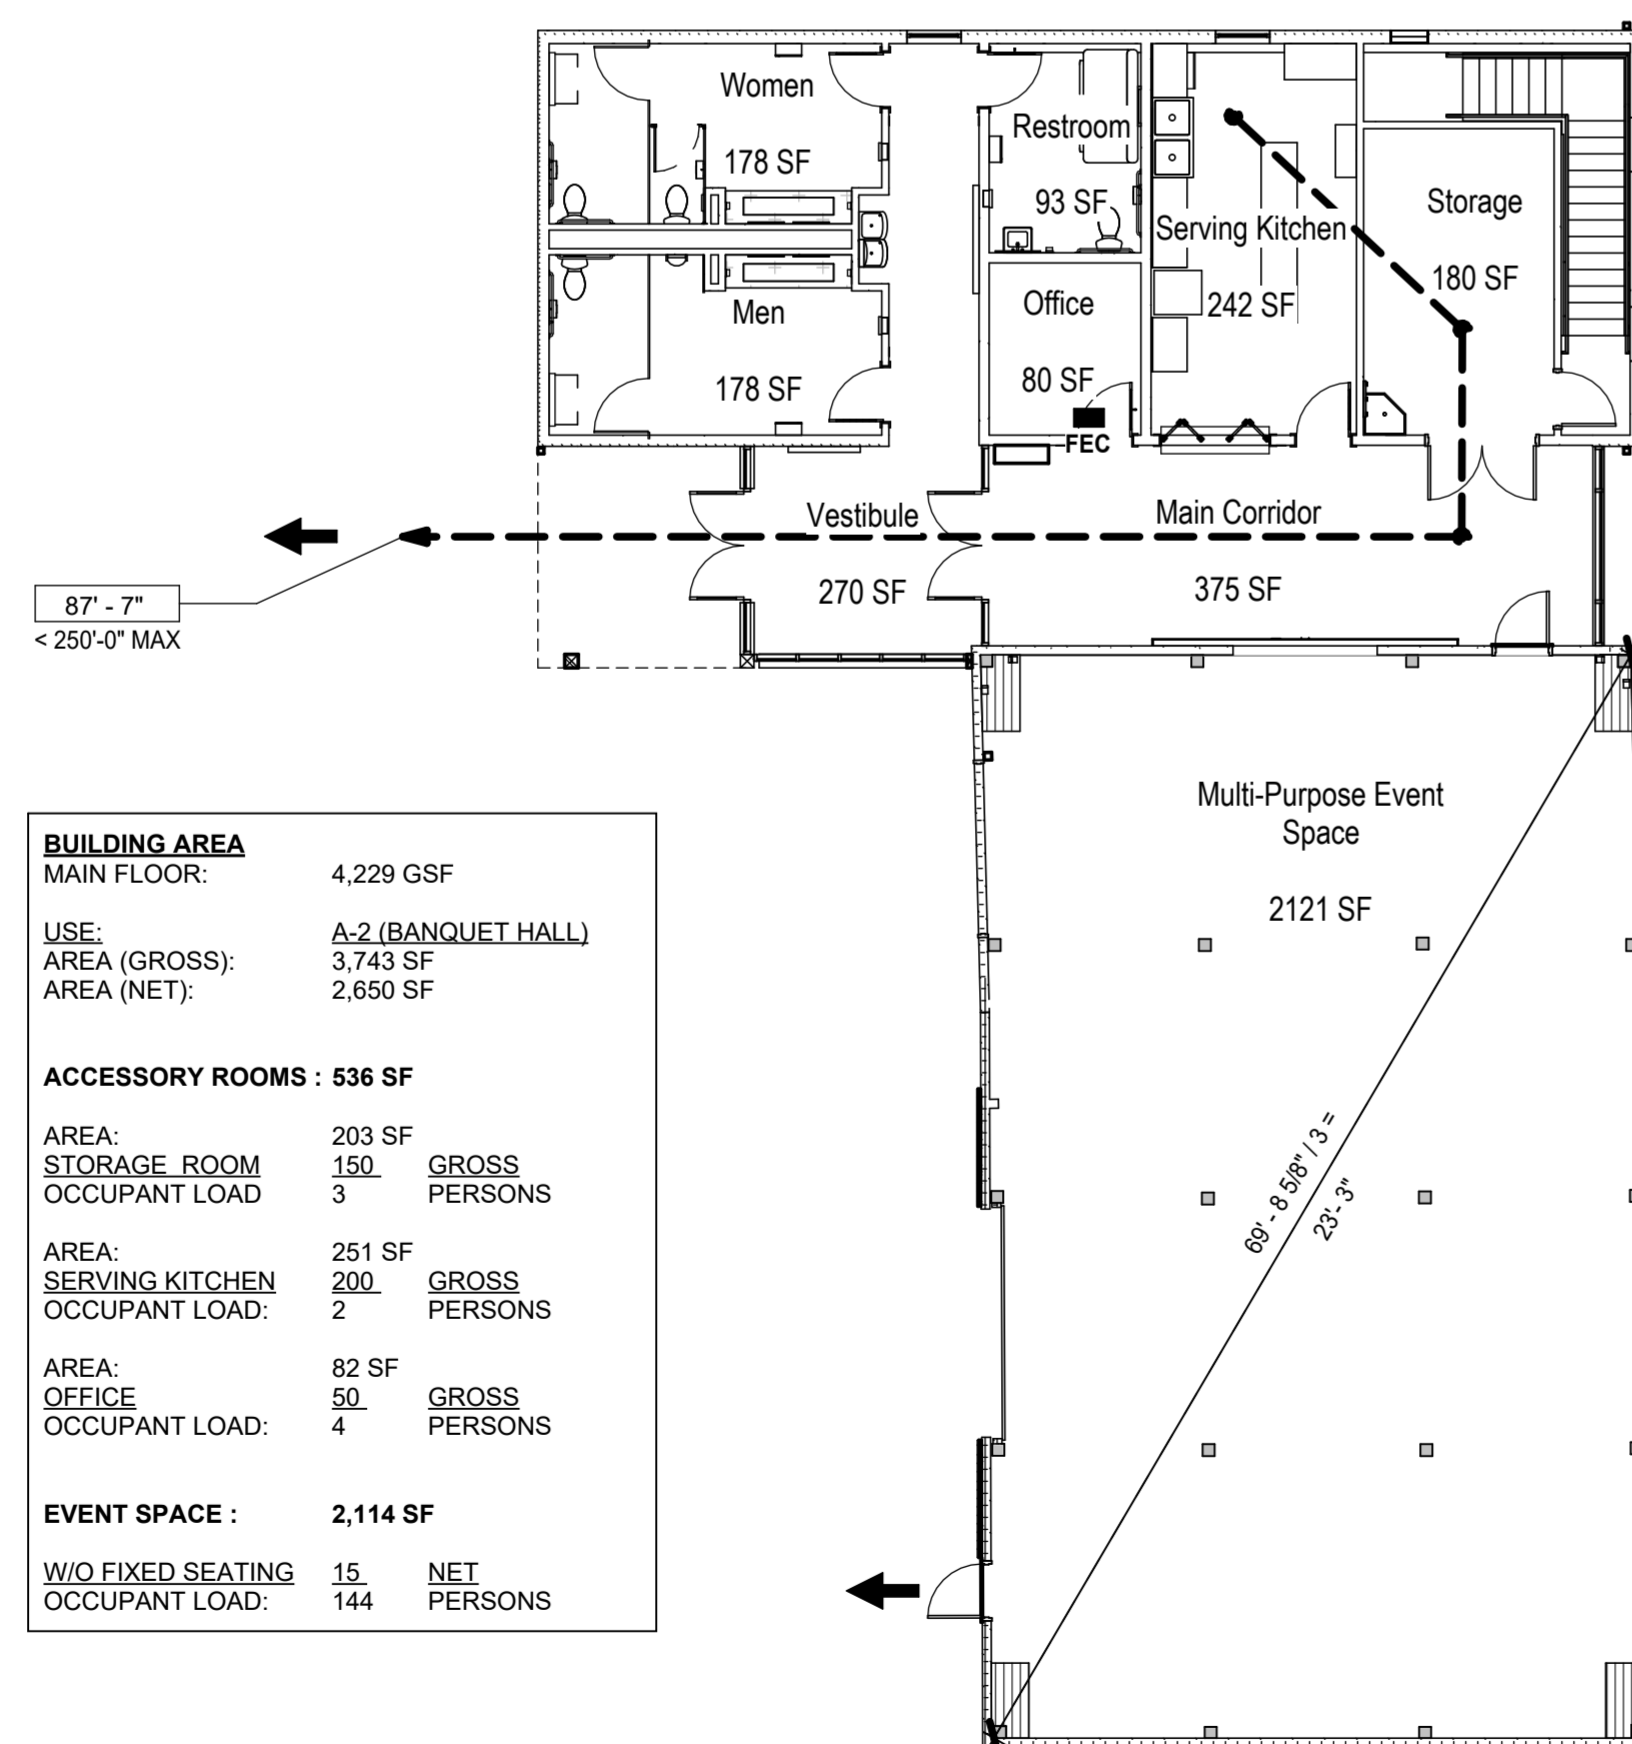 Women
178 SF
Restroom
93 SF
Serving Kitchen
242 SF
Storage
180 SF
Men
178 SF
Office
80 SF
FEC
Vestibule
270 SF
Main Corridor
375 SF
87' - 7"
< 250'-0" MAX
Multi-Purpose Event
Space
2121 SF
69' - 8 5/8" / 3 =
23'- 3"
BUILDING AREA
MAIN FLOOR: 4,229 GSF
USE: A-2 (BANQUET HALL)
AREA (GROSS): 3,743 SF
AREA (NET): 2,650 SF
ACCESSORY ROOMS : 536 SF
AREA: 203 SF
STORAGE ROOM 150 GROSS
OCCUPANT LOAD 3 PERSONS
AREA: 251 SF
SERVING KITCHEN 200 GROSS
OCCUPANT LOAD: 2 PERSONS
AREA: 82 SF
OFFICE 50 GROSS
OCCUPANT LOAD: 4 PERSONS
EVENT SPACE : 2,114 SF
W/O FIXED SEATING 15 NET
OCCUPANT LOAD: 144 PERSONS